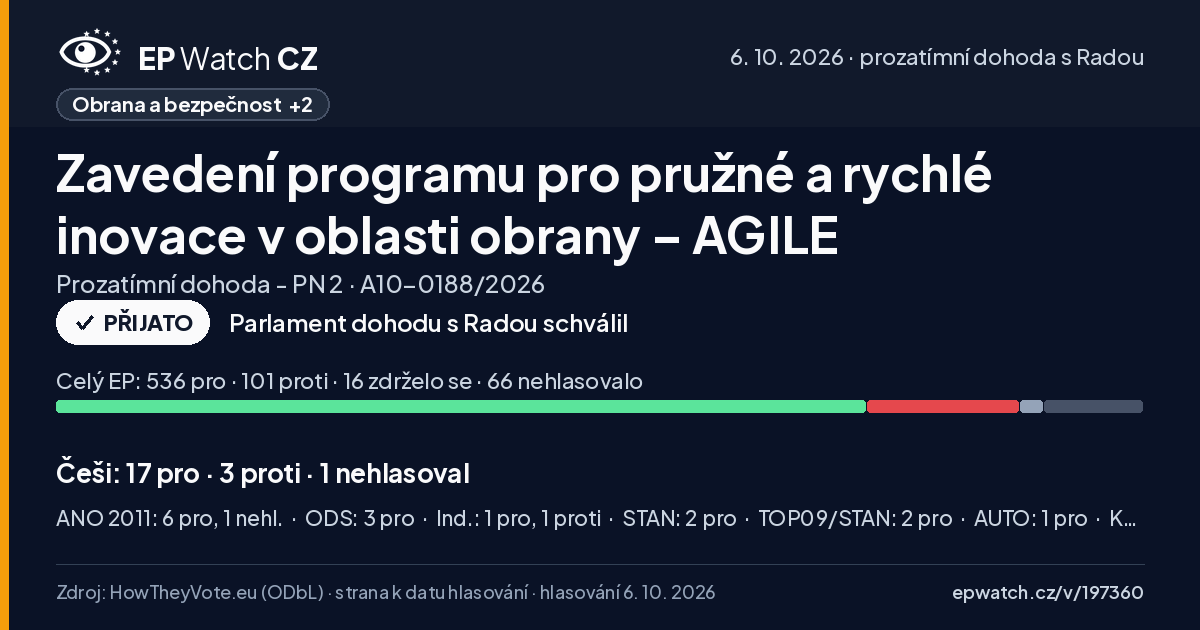 EP Watch CZ
6. 10. 2026 · prozatímní dohoda s Radou
Obrana a bezpečnost +2
Zavedení programu pro pružné a rychlé
inovace v oblasti obrany – AGILE
Prozatímní dohoda - PN 2 · A10–0188/2026
✓ PŘIJATO
Parlament dohodu s Radou schválil
Celý EP: 536 pro · 101 proti · 16 zdrželo se · 66 nehlasovalo
Češi: 17 pro · 3 proti · 1 nehlasoval
ANO 2011: 6 pro, 1 nehl. · ODS: 3 pro · Ind.: 1 pro, 1 proti · STAN: 2 pro · TOP09/STAN: 2 pro · AUTO: 1 pro · K…
Zdroj: HowTheyVote.eu (ODbL) · strana k datu hlasování · hlasování 6. 10. 2026
epwatch.cz/v/197360